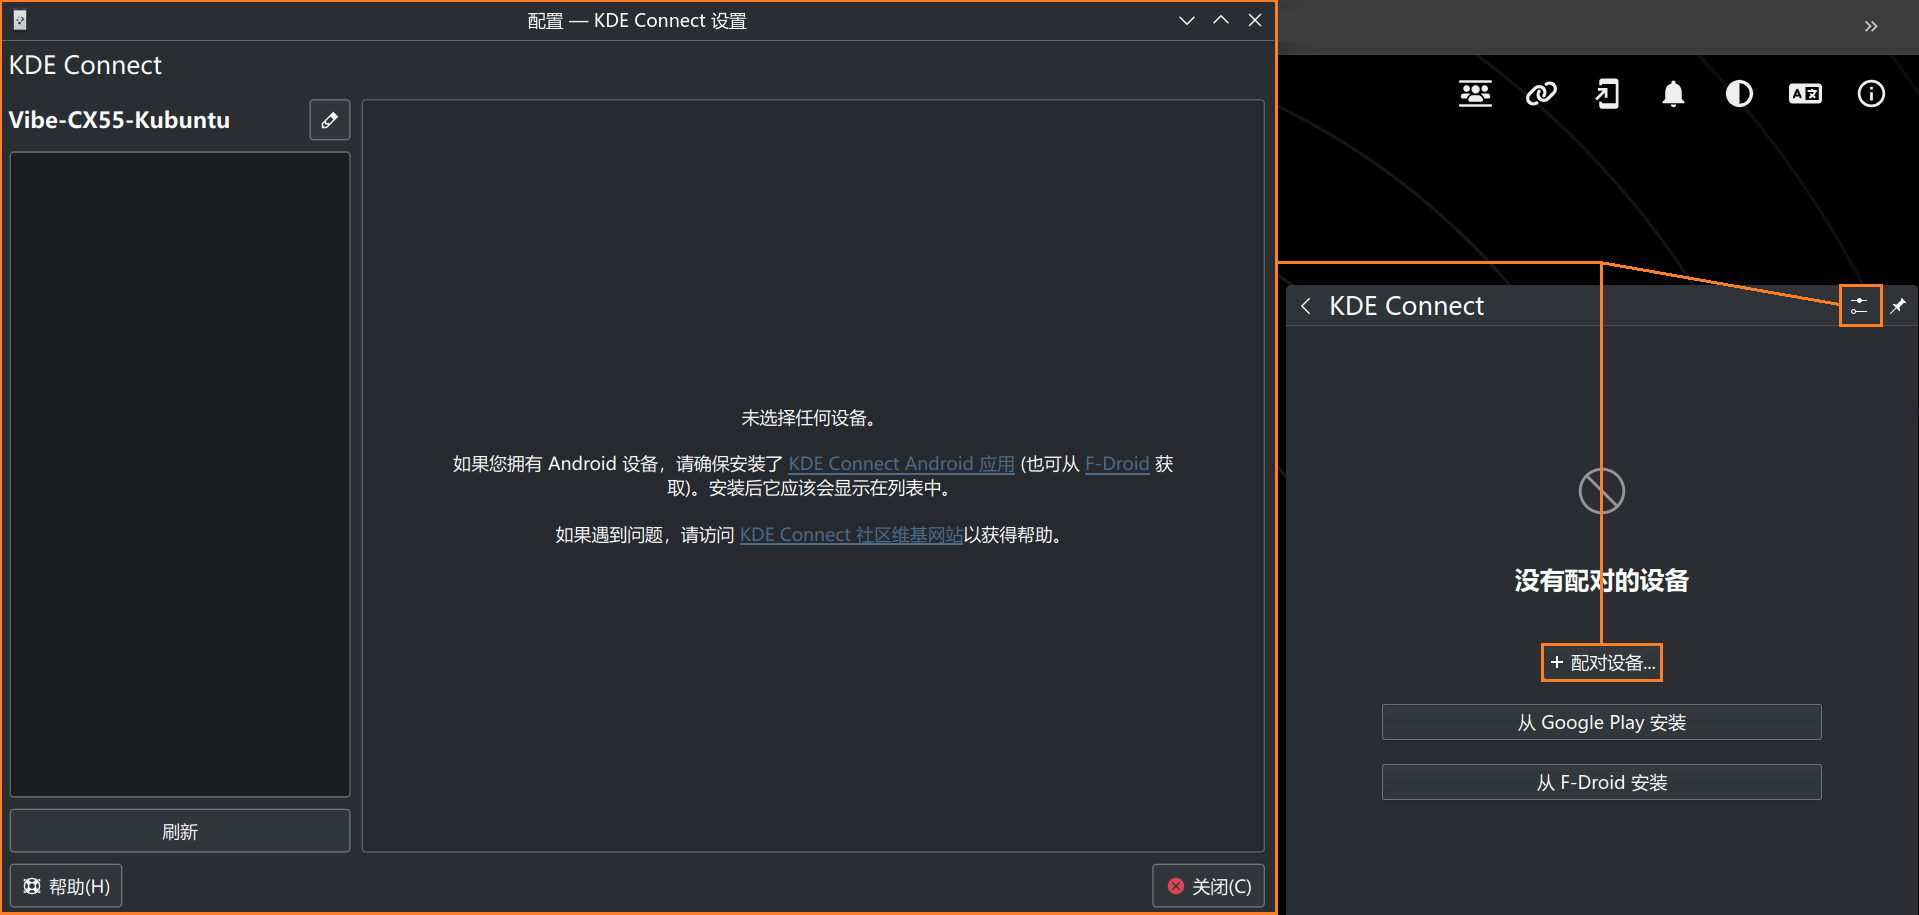 配置 — KDE Connect 设置
KDE Connect
Vibe-CX55-Kubuntu
未选择任何设备。
如果您拥有 Android 设备，请确保安装了 KDE Connect Android 应用 (也可从 F-Droid 获
取)。安装后它应该会显示在列表中。
如果遇到问题，请访问 KDE Connect 社区维基网站以获得帮助。
刷新
帮助(H)
关闭(C)
A 文
KDE Connect
没有配对的设备
+ 配对设备...
从 Google Play 安装
从 F-Droid 安装